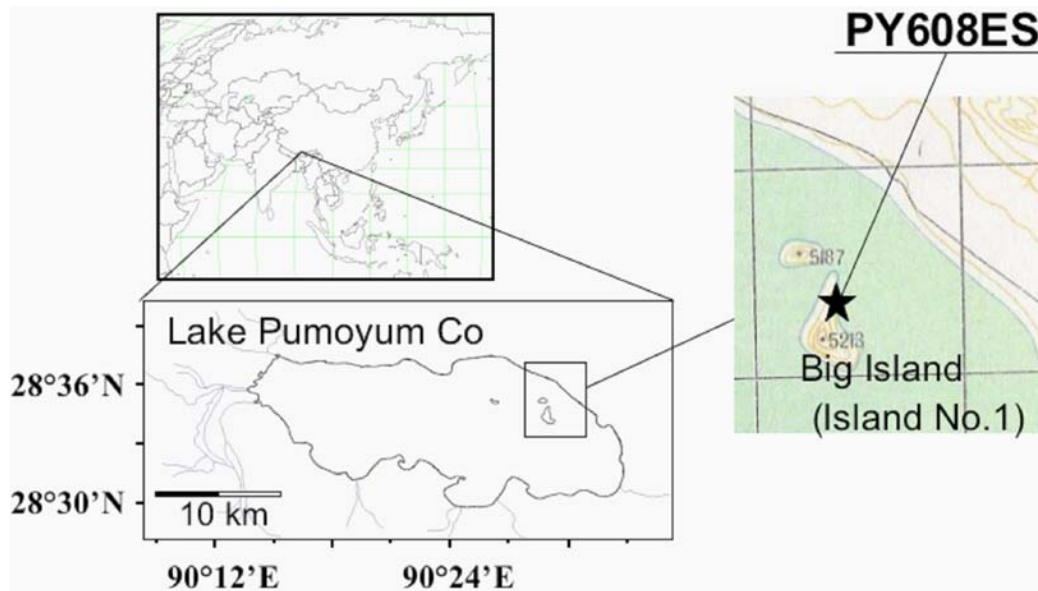 PY608ES
5187
5213
Big Island
(Island No.1)
Lake Pumoyum Co
28°36’N
28°30’N
10 km
90°12’E
90°24’E